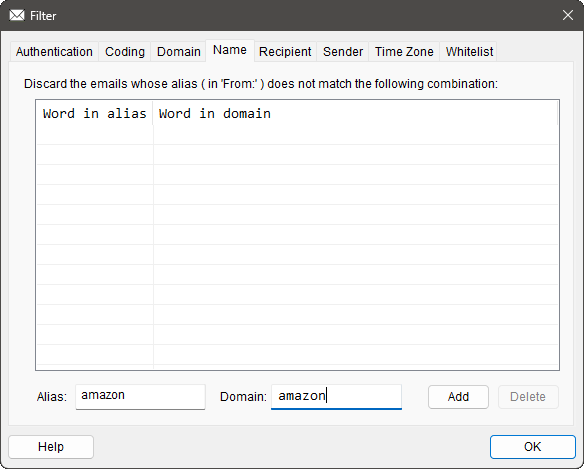 Filter
Authentication Coding Domain Name Recipient Sender Time Zone Whitelist
Discard the emails whose alias ( in 'From:' ) does not match the following combination:
Word in alias Word in domain
Alias: amazon Domain: amazon Add Delete
Help OK